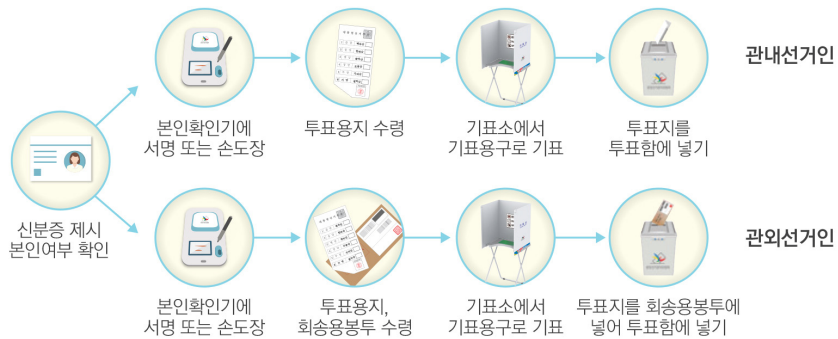 본인확인기에
서명 또는 손도장
투표용지 수령
기표소에서
기표용구로 기표
투표지를
투표함에 넣기
관내선거인
신분증 제시
본인여부 확인
본인확인기에
서명 또는 손도장
투표용지,
회송용봉투 수령
기표소에서
기표용구로 기표
투표지를 회송용봉투에
넣어 투표함에 넣기
관외선거인